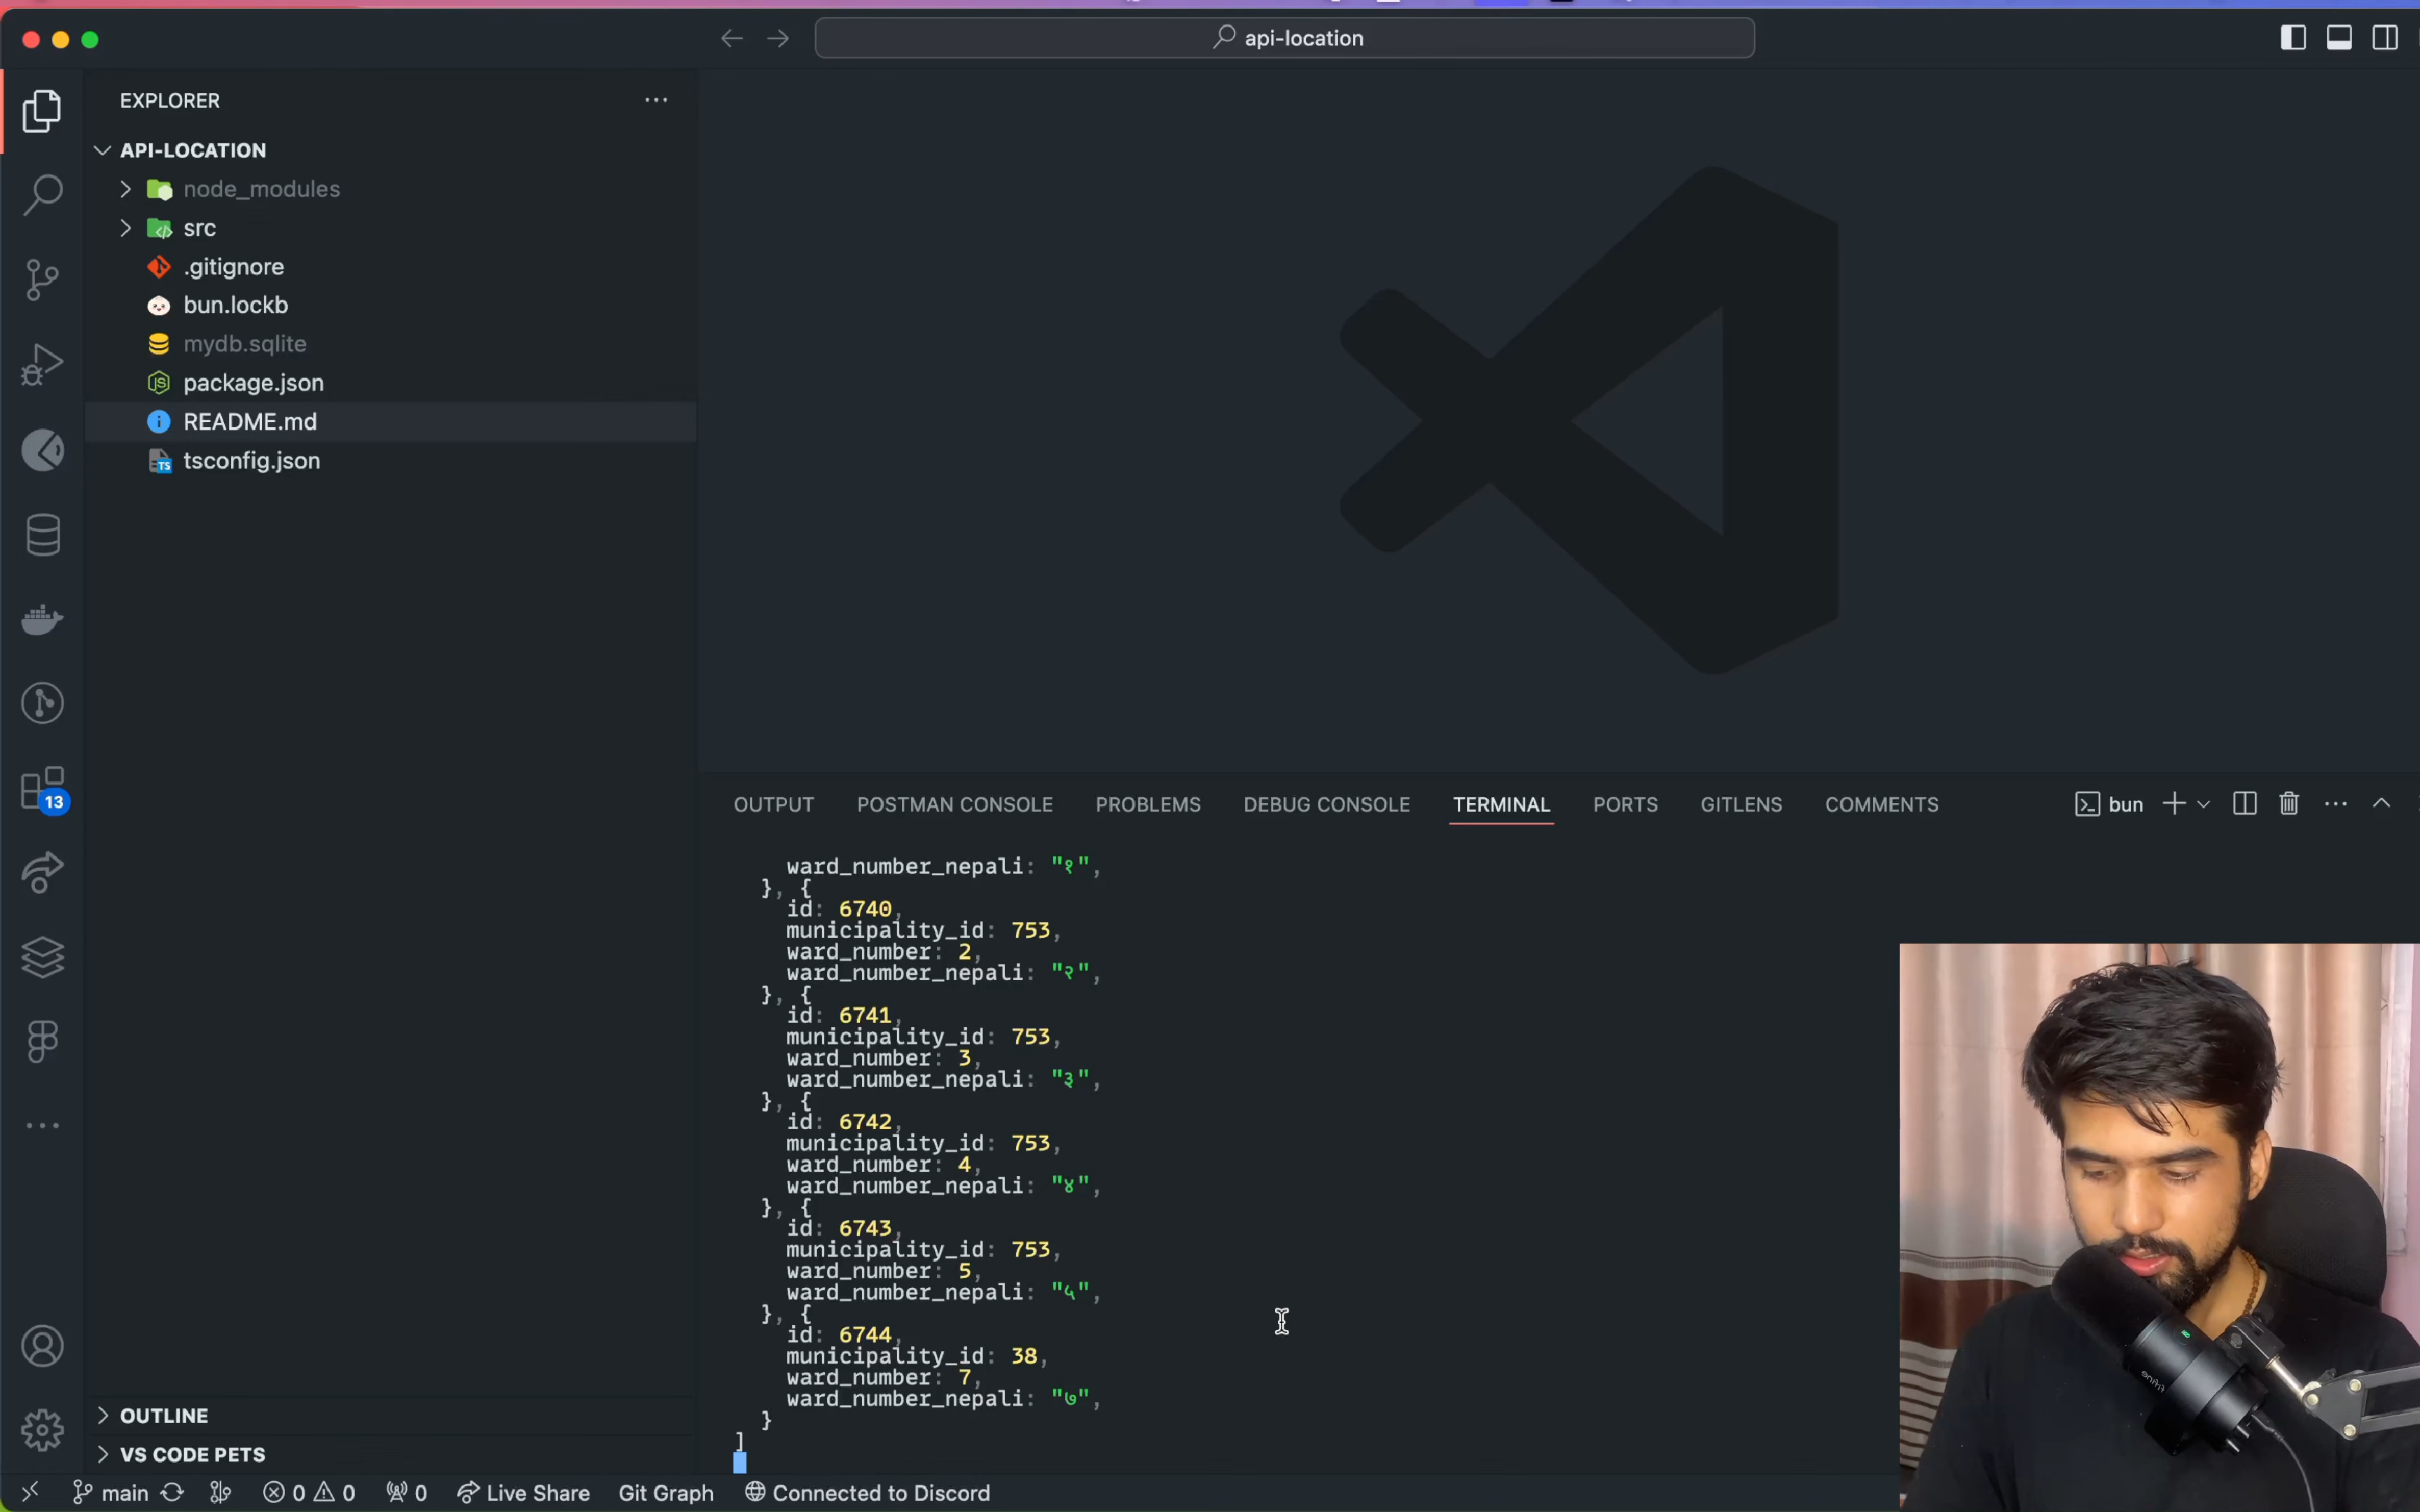 api-location
EXPLORER
API-LOCATION
node_modules
src
.gitignore
bun.lockb
mydb.sqlite
package.json
README.md
tsconfig.json
13
OUTLINE
VS CODE PETS
OUTPUT POSTMAN CONSOLE PROBLEMS DEBUG CONSOLE TERMINAL PORTS GITLENS COMMENTS bun
ward_number_nepali: "१",
}, {
id: 6740,
municipality_id: 753,
ward_number: 2,
ward_number_nepali: "२",
}, {
id: 6741,
municipality_id: 753,
ward_number: 3,
ward_number_nepali: "३",
}, {
id: 6742,
municipality_id: 753,
ward_number: 4,
ward_number_nepali: "४",
}, {
id: 6743,
municipality_id: 753,
ward_number: 5,
ward_number_nepali: "५",
}, {
id: 6744,
municipality_id: 38,
ward_number: 7,
ward_number_nepali: "७",
}
]
main 0 0 0 Live Share Git Graph Connected to Discord